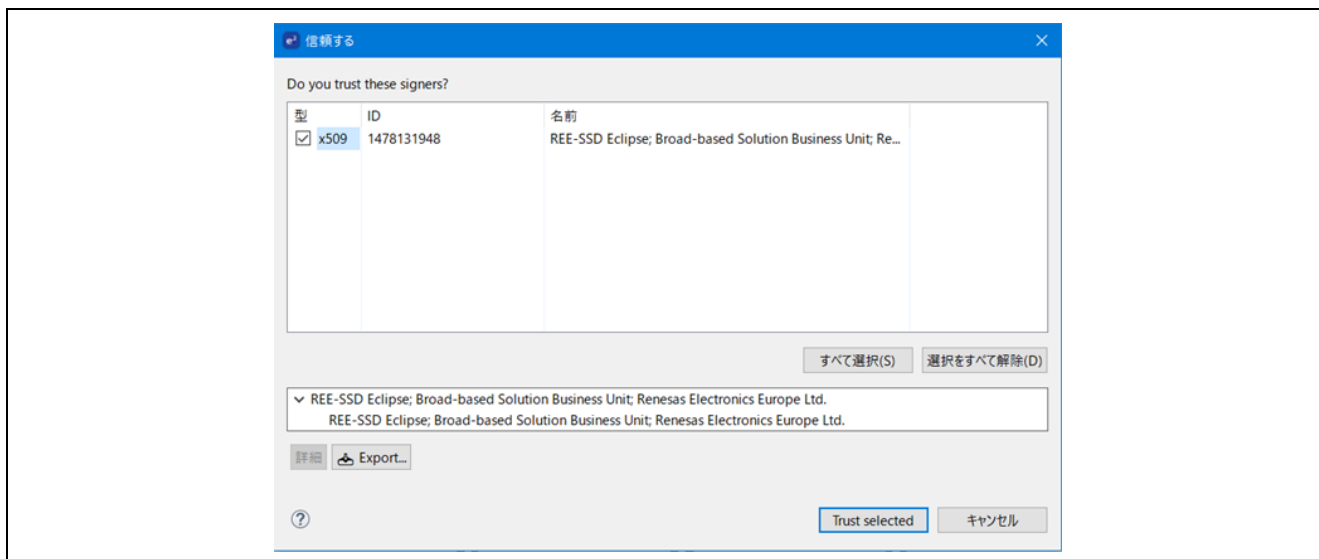 e² 信頼する
Do you trust these signers?
型 ID 名前
x509 1478131948 REE-SSD Eclipse; Broad-based Solution Business Unit; Re...
すべて選択(S) 選択をすべて解除(D)
REE-SSD Eclipse; Broad-based Solution Business Unit; Renesas Electronics Europe Ltd.
REE-SSD Eclipse; Broad-based Solution Business Unit; Renesas Electronics Europe Ltd.
詳細 Export...
? Trust selected キャンセル